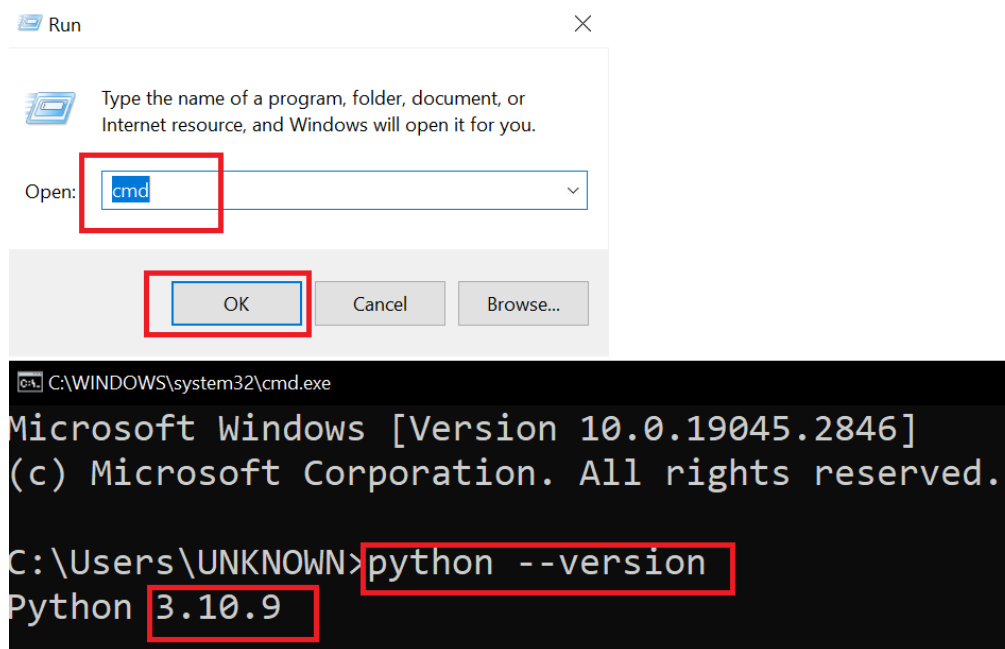 Run
Type the name of a program, folder, document, or
Internet resource, and Windows will open it for you.
Open: cmd
OK Cancel Browse...
C:\WINDOWS\system32\cmd.exe
Microsoft Windows [Version 10.0.19045.2846]
(c) Microsoft Corporation. All rights reserved.
C:\Users\UNKNOWN>python --version
Python 3.10.9